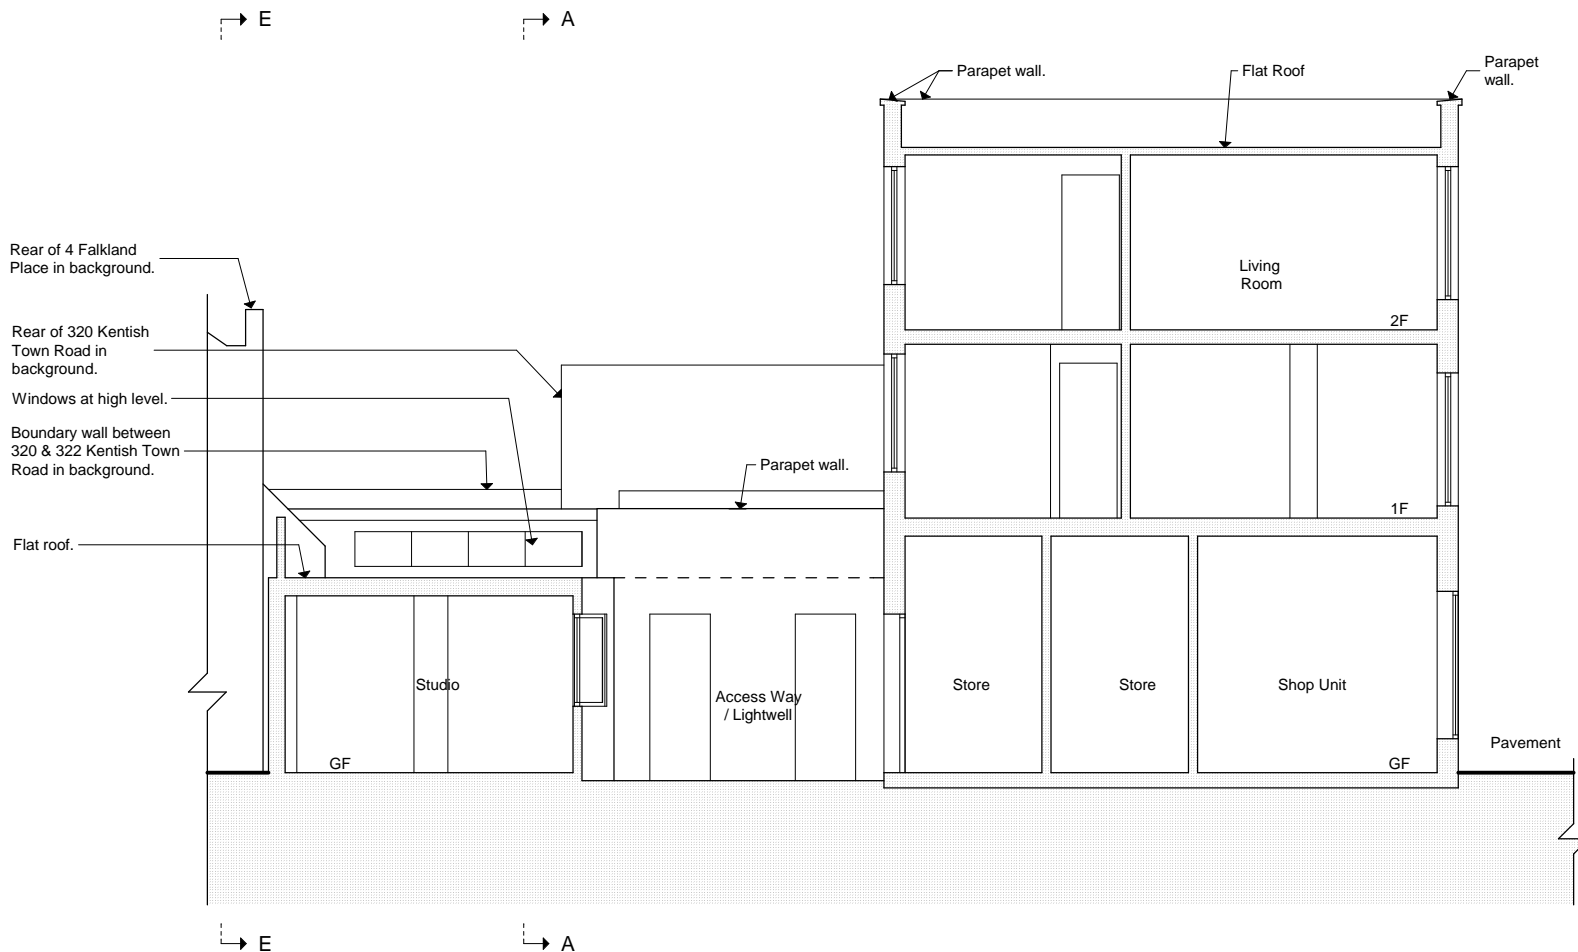 E
A
Parapet wall.
Flat Roof
Parapet
wall.
Rear of 4 Falkland
Place in background.
Living
Room
2F
Rear of 320 Kentish
Town Road in
background.
Windows at high level.
Boundary wall between
320 & 322 Kentish Town
Road in background.
Parapet wall.
1F
Flat roof.
Studio
Access Way
/ Lightwell
Store
Store
Shop Unit
Pavement
GF
GF
E
A